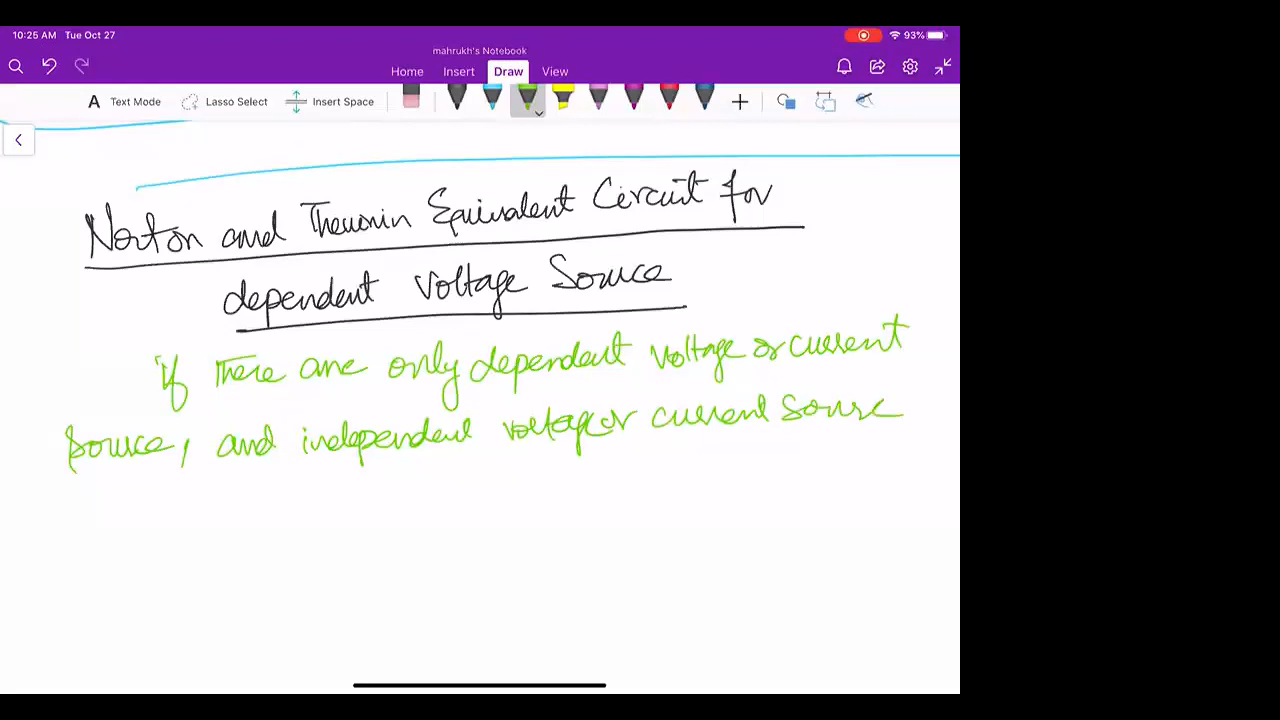 10:25 AM Tue Oct 27
93%
mahrukh's Notebook
Home Insert Draw View
A Text Mode Lasso Select Insert Space
Norton and Thevenin Equivalent Circuit for
dependent Voltage Source
if there are only dependent voltage or current
source, and independent voltage or current source